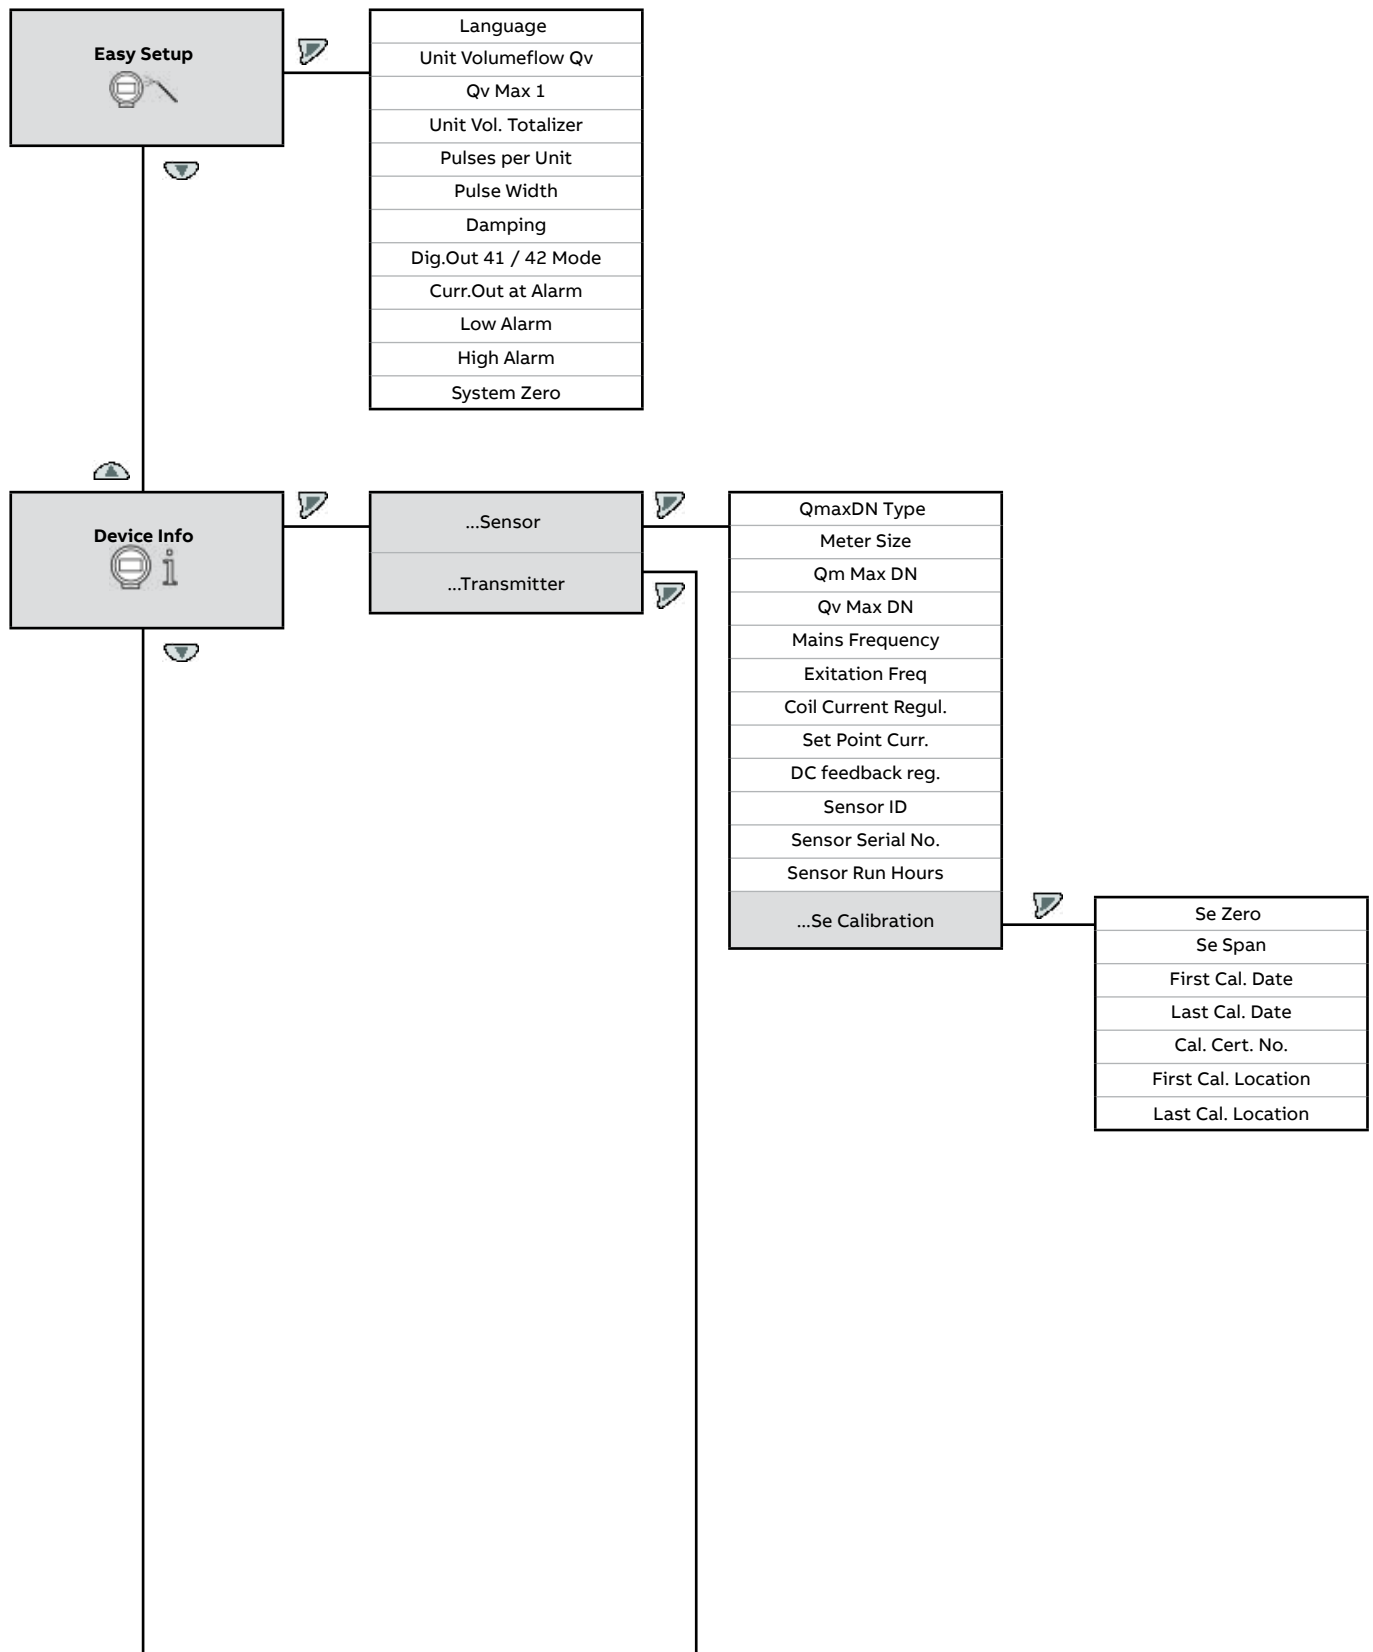 Easy Setup
Language
Unit Volumeflow Qv
Qv Max 1
Unit Vol. Totalizer
Pulses per Unit
Pulse Width
Damping
Dig.Out 41 / 42 Mode
Curr.Out at Alarm
Low Alarm
High Alarm
System Zero
Device Info
...Sensor
...Transmitter
QmaxDN Type
Meter Size
Qm Max DN
Qv Max DN
Mains Frequency
Exitation Freq
Coil Current Regul.
Set Point Curr.
DC feedback reg.
Sensor ID
Sensor Serial No.
Sensor Run Hours
...Se Calibration
Se Zero
Se Span
First Cal. Date
Last Cal. Date
Cal. Cert. No.
First Cal. Location
Last Cal. Location